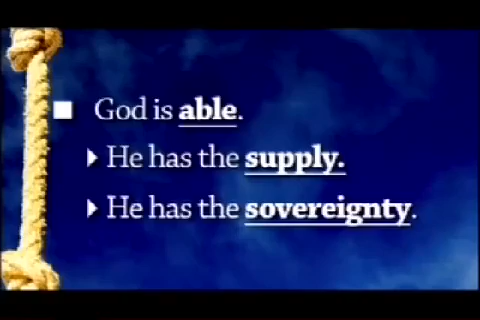 God is able.
He has the supply.
He has the sovereignty.